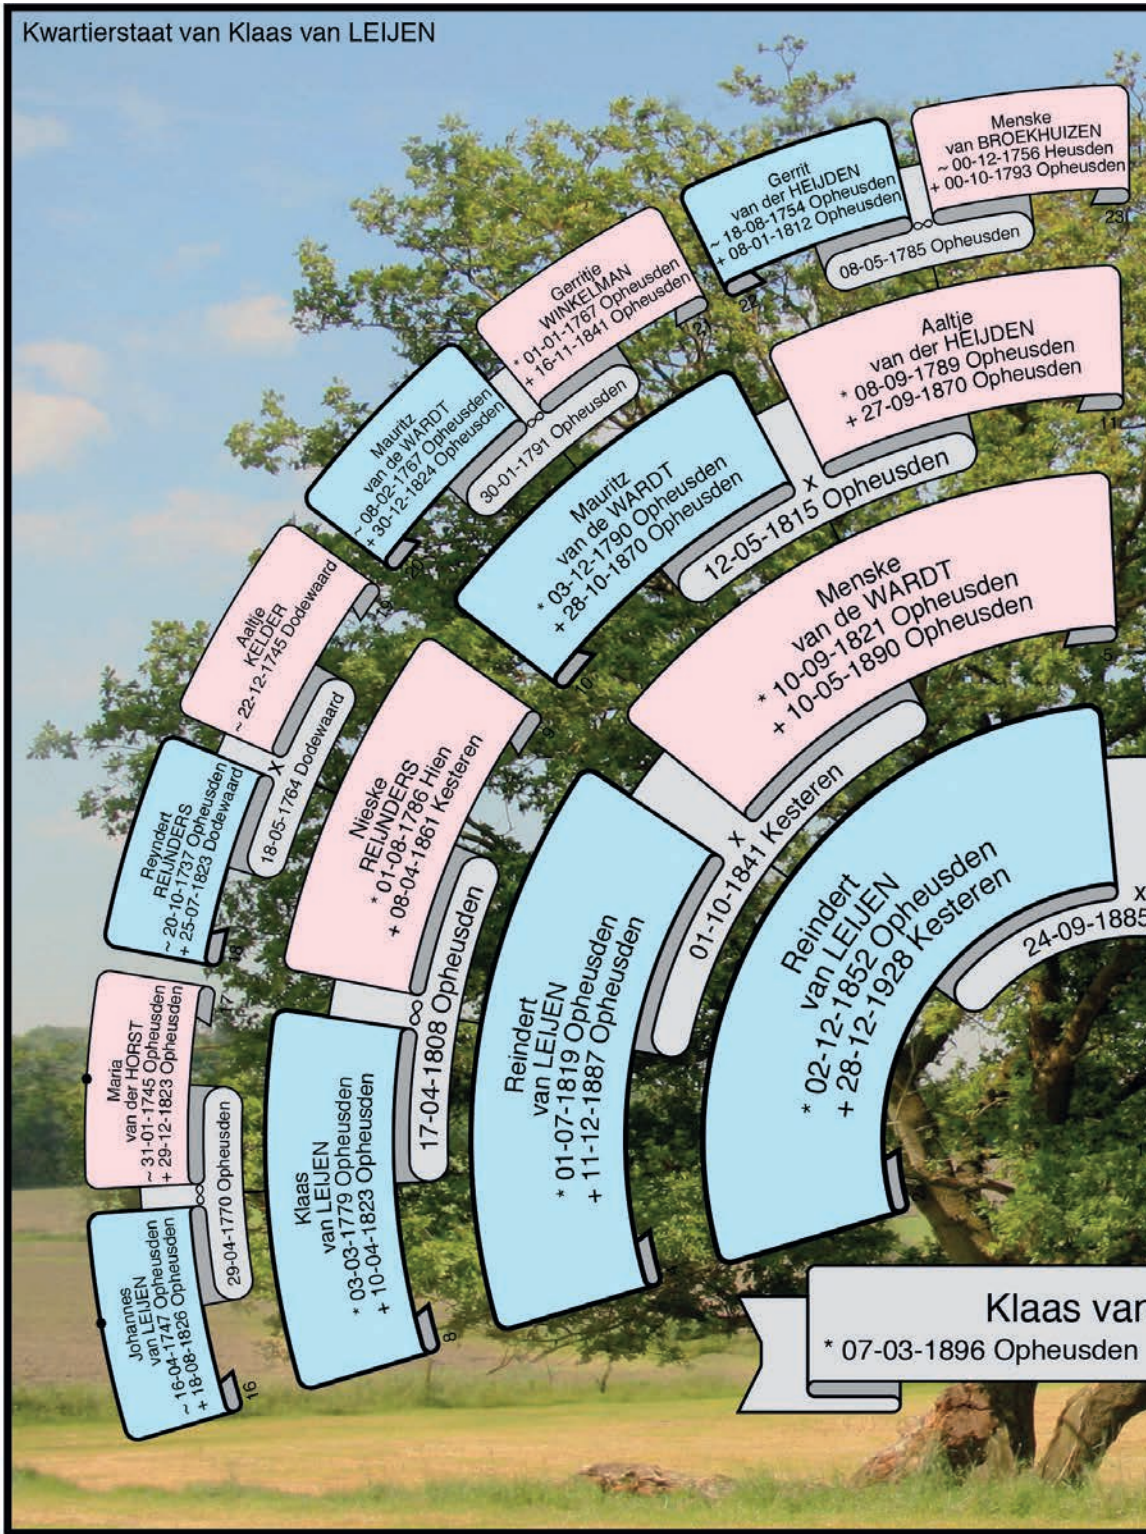 Kwartierstaat van Klaas van LEIJEN
Menske
van BROEKHUIZEN
~ 00-12-1756 Heusden
+ 00-10-1793 Opheusden
23
Gerrit
van der HEIJDEN
~ 18-08-1754 Opheusden
+ 08-01-1812 Opheusden
22
∞
08-05-1785 Opheusden
Gerritje
WINKELMAN
* 01-01-1767 Opheusden
+ 16-11-1841 Opheusden
21
Mauritz
van de WARDT
~ 08-02-1767 Opheusden
+ 30-12-1824 Opheusden
20
∞
30-01-1791 Opheusden
Aaltje
KELDER
~ 22-12-1745 Dodewaard
19
Reyndert
REIJNDERS
~ 20-10-1737 Opheusden
+ 25-07-1823 Dodewaard
18
x
18-05-1764 Dodewaard
Maria
van der HORST
~ 31-01-1745 Opheusden
+ 29-12-1823 Opheusden
17
Johannes
van LEIJEN
~ 16-04-1747 Opheusden
+ 18-08-1826 Opheusden
16
∞
29-04-1770 Opheusden
Aaltje
van der HEIJDEN
* 08-09-1789 Opheusden
+ 27-09-1870 Opheusden
11
Mauritz
van de WARDT
* 03-12-1790 Opheusden
+ 28-10-1870 Opheusden
10
x
12-05-1815 Opheusden
Nieske
REIJNDERS
* 01-08-1786 Hien
+ 08-04-1861 Kesteren
9
Klaas
van LEIJEN
* 03-03-1779 Opheusden
+ 10-04-1823 Opheusden
8
∞
17-04-1808 Opheusden
Menske
van de WARDT
* 10-09-1821 Opheusden
+ 10-05-1890 Opheusden
5
Reindert
van LEIJEN
* 01-07-1819 Opheusden
+ 11-12-1887 Opheusden
4
x
01-10-1841 Kesteren
Reindert
van LEIJEN
* 02-12-1852 Opheusden
+ 28-12-1928 Kesteren
2
x
24-09-1885
Klaas van
* 07-03-1896 Opheusden